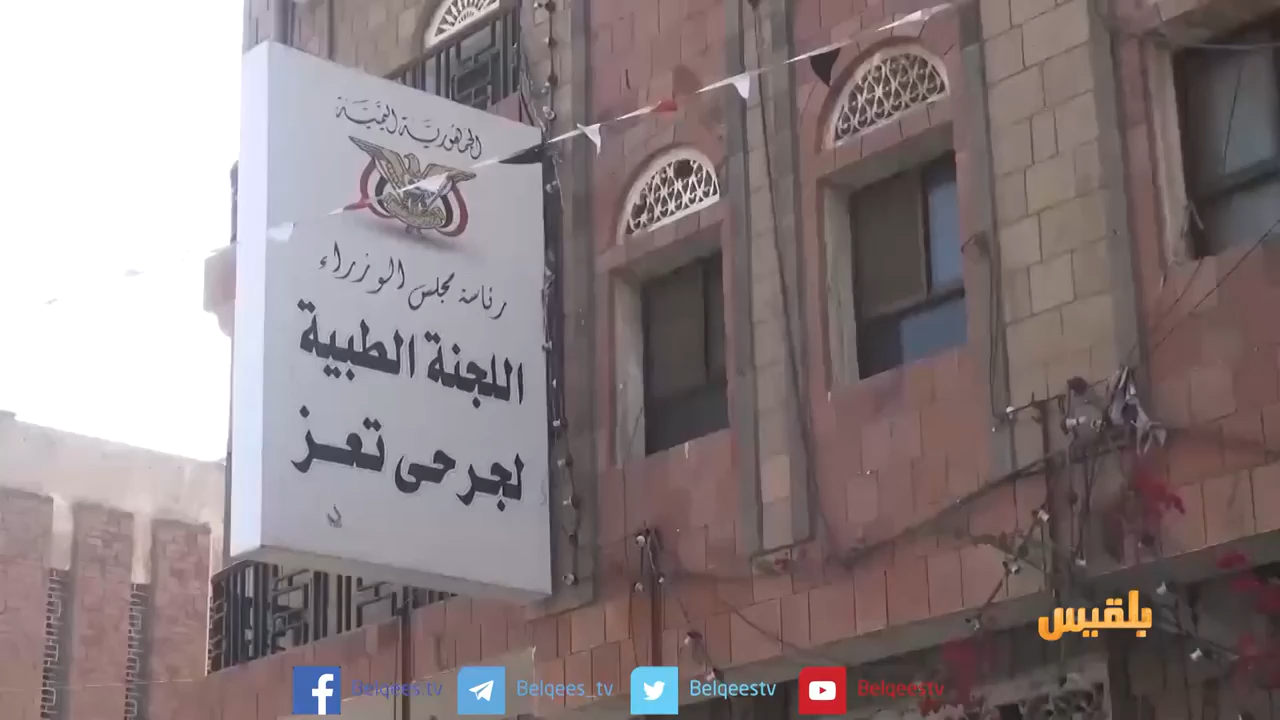 الجمهورية اليمنية
رئاسة مجلس الوزراء
اللجنة الطبية
لجرحى تعز
بلقيس
Belqees.tv
Belqees_tv
Belqeestv
Belqeestv